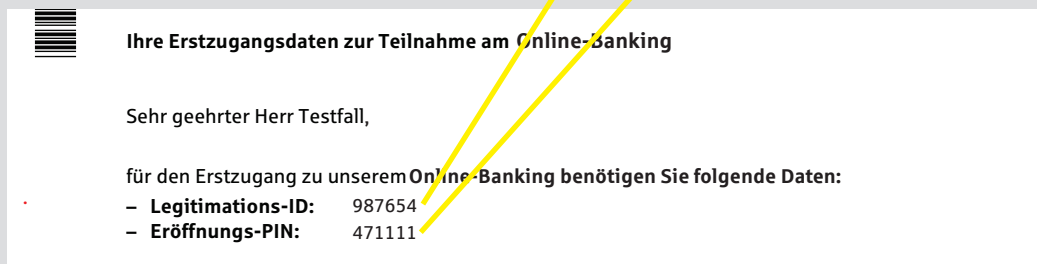 Ihre Erstzugangsdaten zur Teilnahme am Online-Banking
Sehr geehrter Herr Testfall,
für den Erstzugang zu unserem Online-Banking benötigen Sie folgende Daten:
– Legitimations-ID: 987654
– Eröffnungs-PIN: 471111